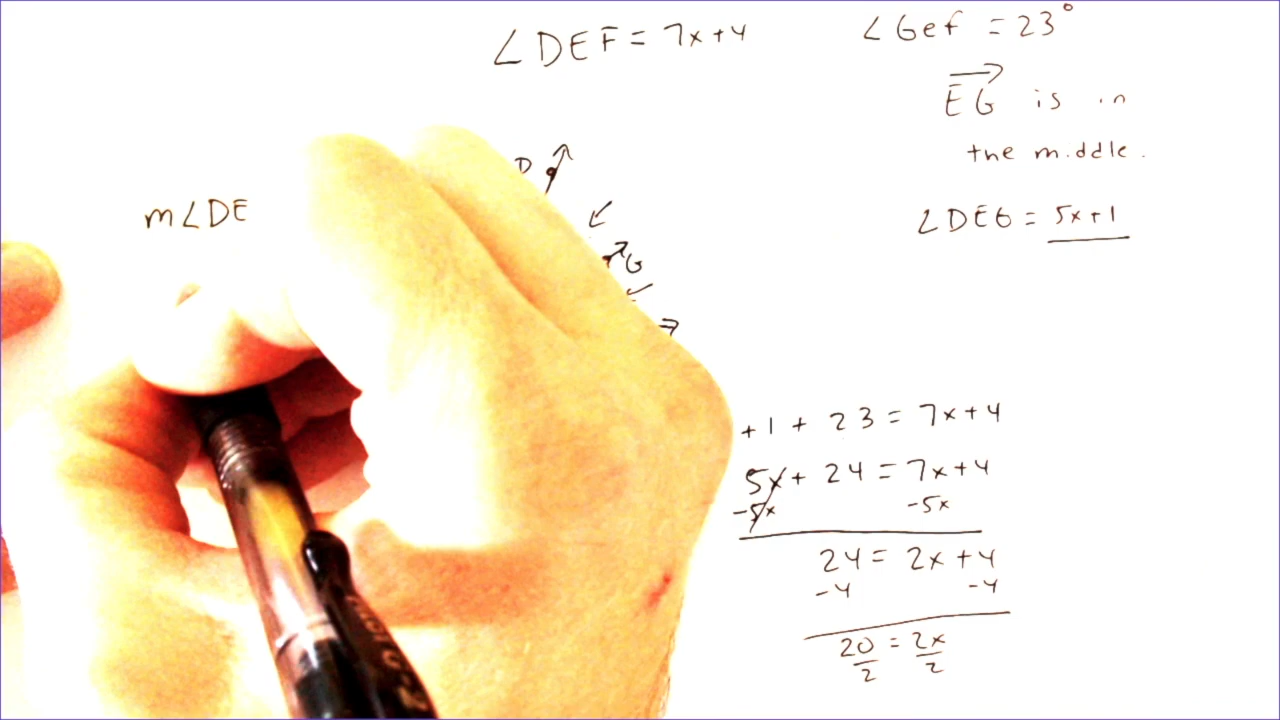 ∠DEF = 7x+4
∠Gef = 23°
EG is in
the middle.
∠DEG = 5x+1
D
G
m∠DE
+1 + 23 = 7x+4
5x + 24 = 7x+4
-5x -5x
24 = 2x +4
-4 -4
20 = 2x
2 2